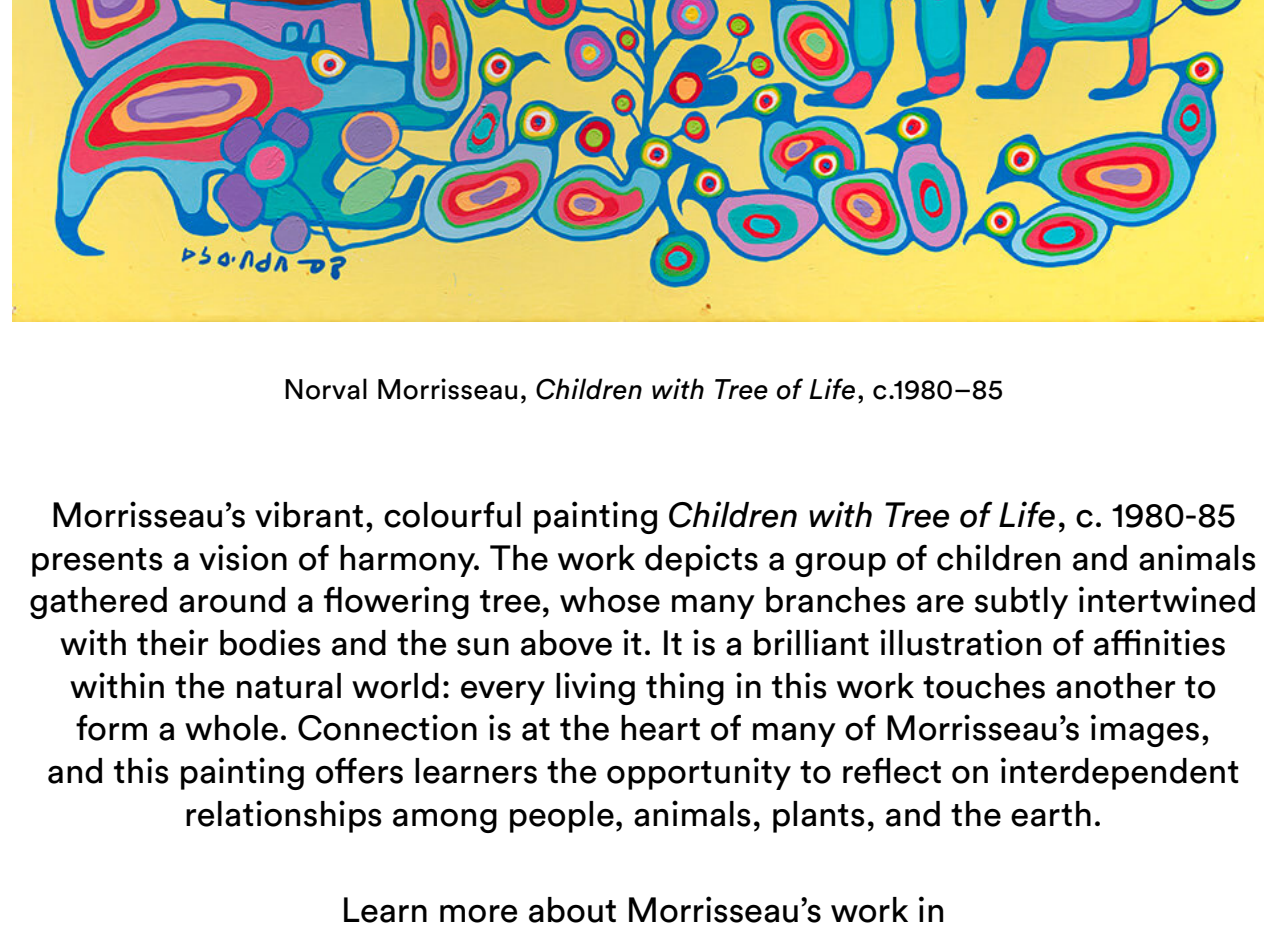 Norval Morrisseau, Children with Tree of Life, c.1980–85
Morrisseau’s vibrant, colourful painting Children with Tree of Life, c. 1980-85
presents a vision of harmony. The work depicts a group of children and animals
gathered around a flowering tree, whose many branches are subtly intertwined
with their bodies and the sun above it. It is a brilliant illustration of affinities
within the natural world: every living thing in this work touches another to
form a whole. Connection is at the heart of many of Morrisseau’s images,
and this painting offers learners the opportunity to reflect on interdependent
relationships among people, animals, plants, and the earth.
Learn more about Morrisseau’s work in